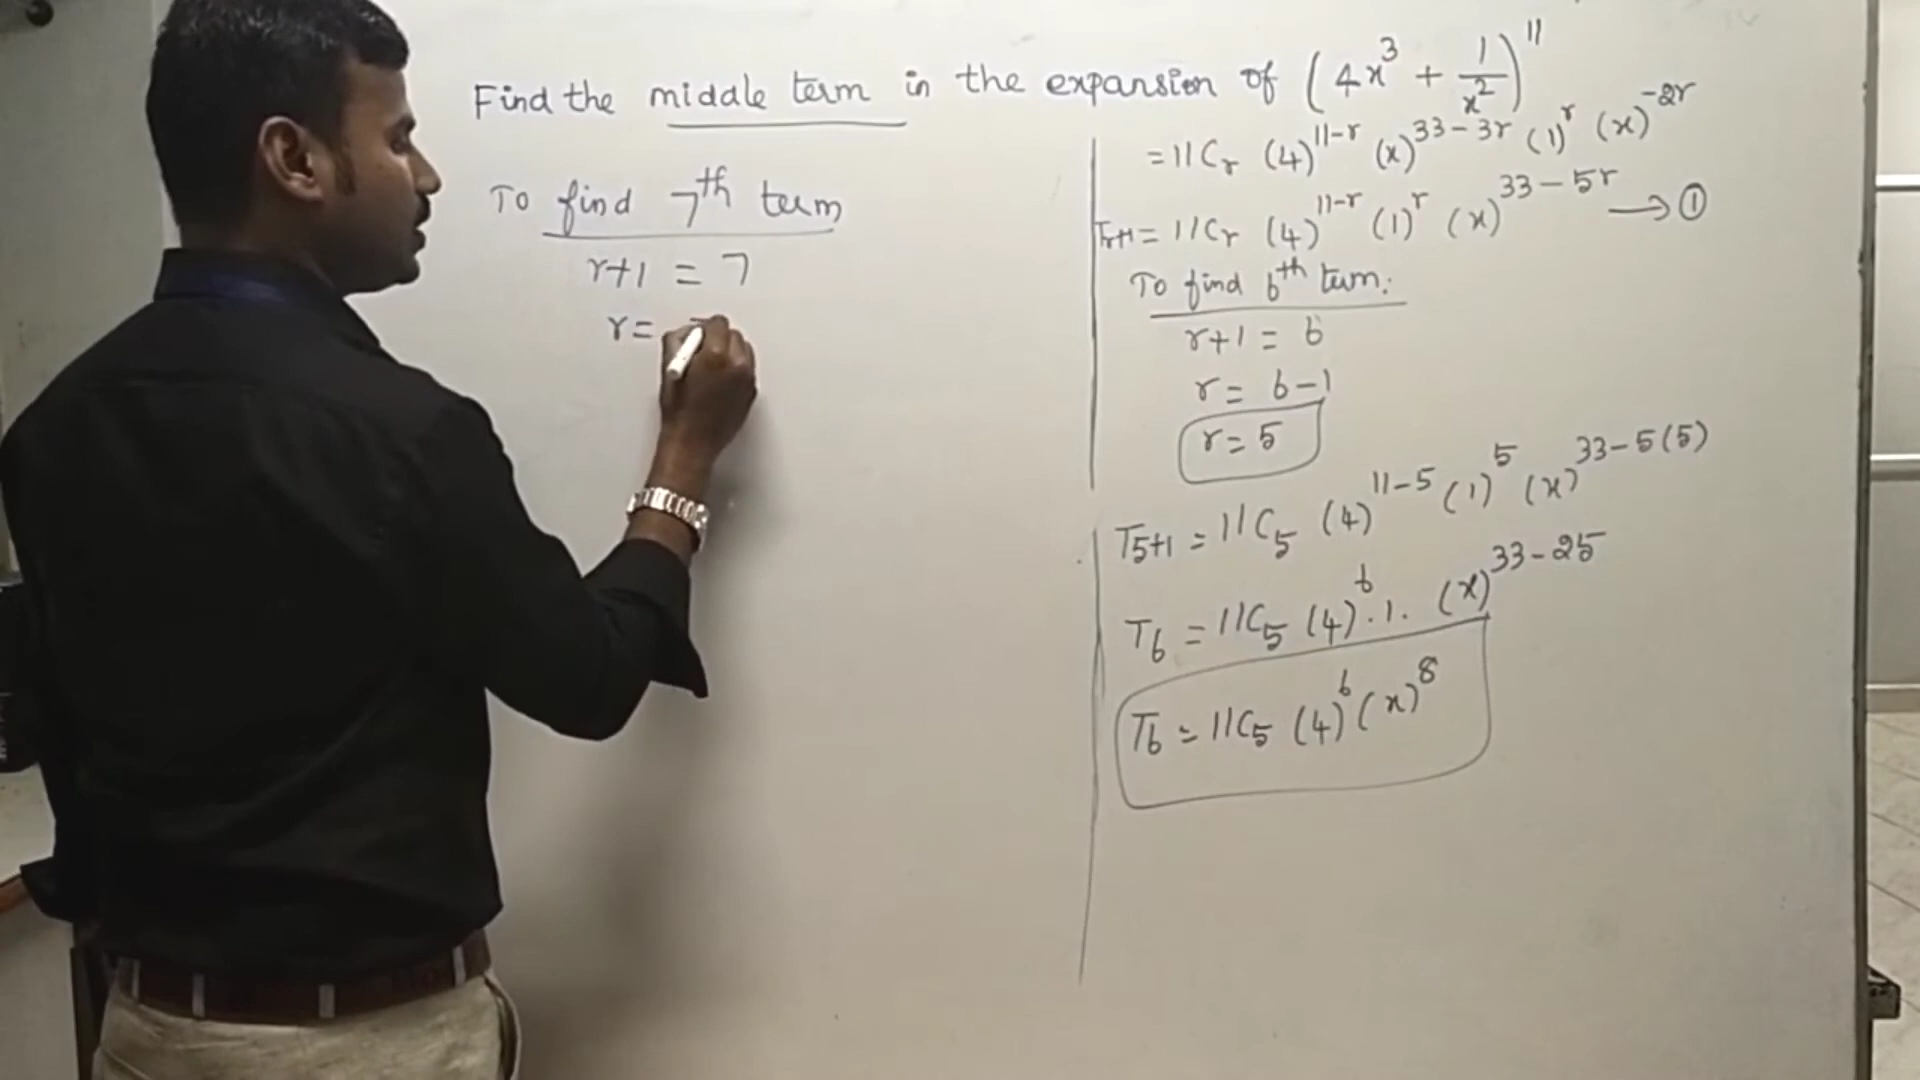 Find the middle term in the expansion of (4x³ + 1/x²)¹¹
To find 7th term
r+1 = 7
r = 7
= 11Cr (4)^11-r (x)^33-3r (1)^r (x)^-2r
Tr+1 = 11Cr (4)^11-r (1)^r (x)^33-5r → ①
To find 6th term:
r+1 = 6
r = 6-1
r = 5
T5+1 = 11C5 (4)^11-5 (1)^5 (x)^33-5(5)
T6 = 11C5 (4)^6 . 1. (x)^33-25
T6 = 11C5 (4)^6 (x)^8